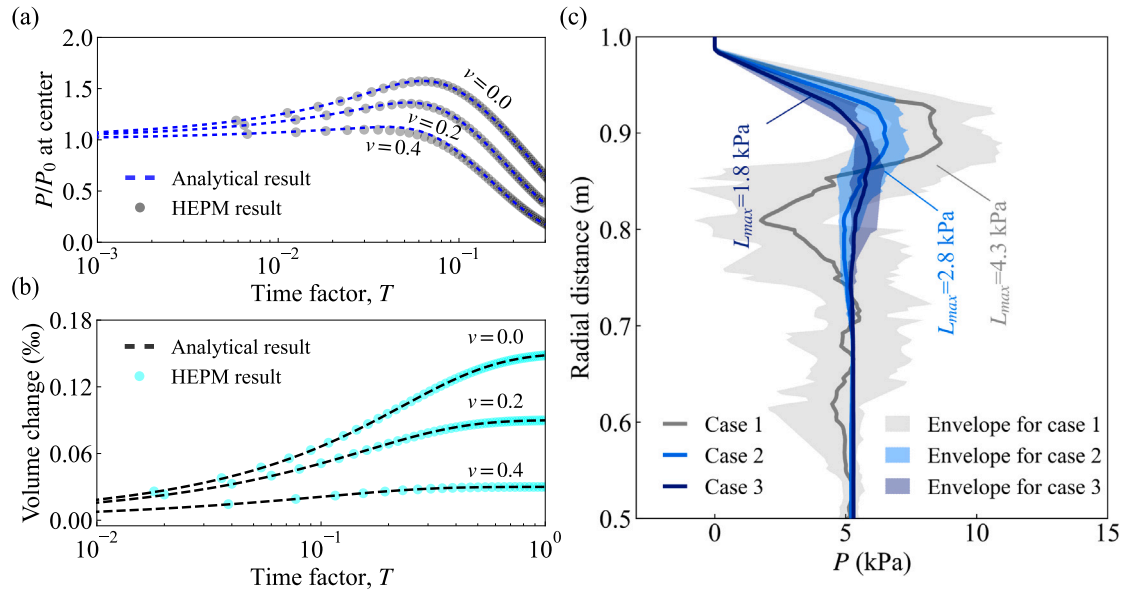 (a)
2.0
1.5
1.0
0.5
0.0
P/P0 at center
v=0.0
v=0.2
v=0.4
Analytical result
HEPM result
10−3
10−2
10−1
Time factor, T
(b)
0.18
0.12
0.06
0.00
Volume change (‰)
Analytical result
HEPM result
v=0.0
v=0.2
v=0.4
10−2
10−1
100
Time factor, T
(c)
1.0
0.9
0.8
0.7
0.6
0.5
Radial distance (m)
Lmax=1.8 kPa
Lmax=2.8 kPa
Lmax=4.3 kPa
Case 1
Case 2
Case 3
Envelope for case 1
Envelope for case 2
Envelope for case 3
0
5
10
15
P (kPa)